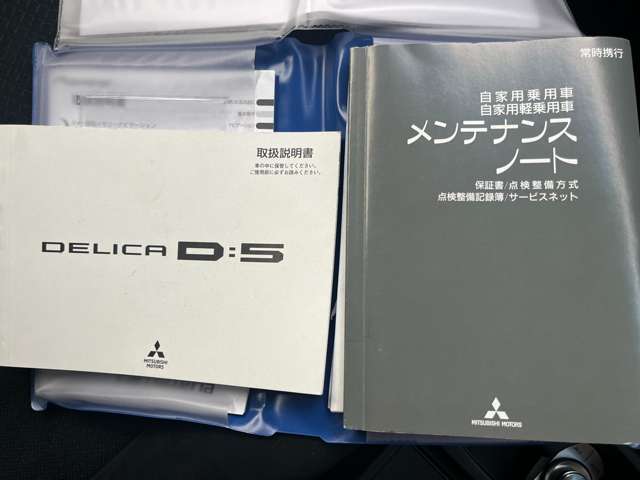 取扱説明書
車の中に保管してください。
ご使用前に必ずお読みください。
DELICA D:5
MITSUBISHI
MOTORS
常時携行
自家用乗用車
自家用軽乗用車
メンテナンス
ノート
保証書/点検整備方式
点検整備記録簿/サービスネット
MITSUBISHI MOTORS